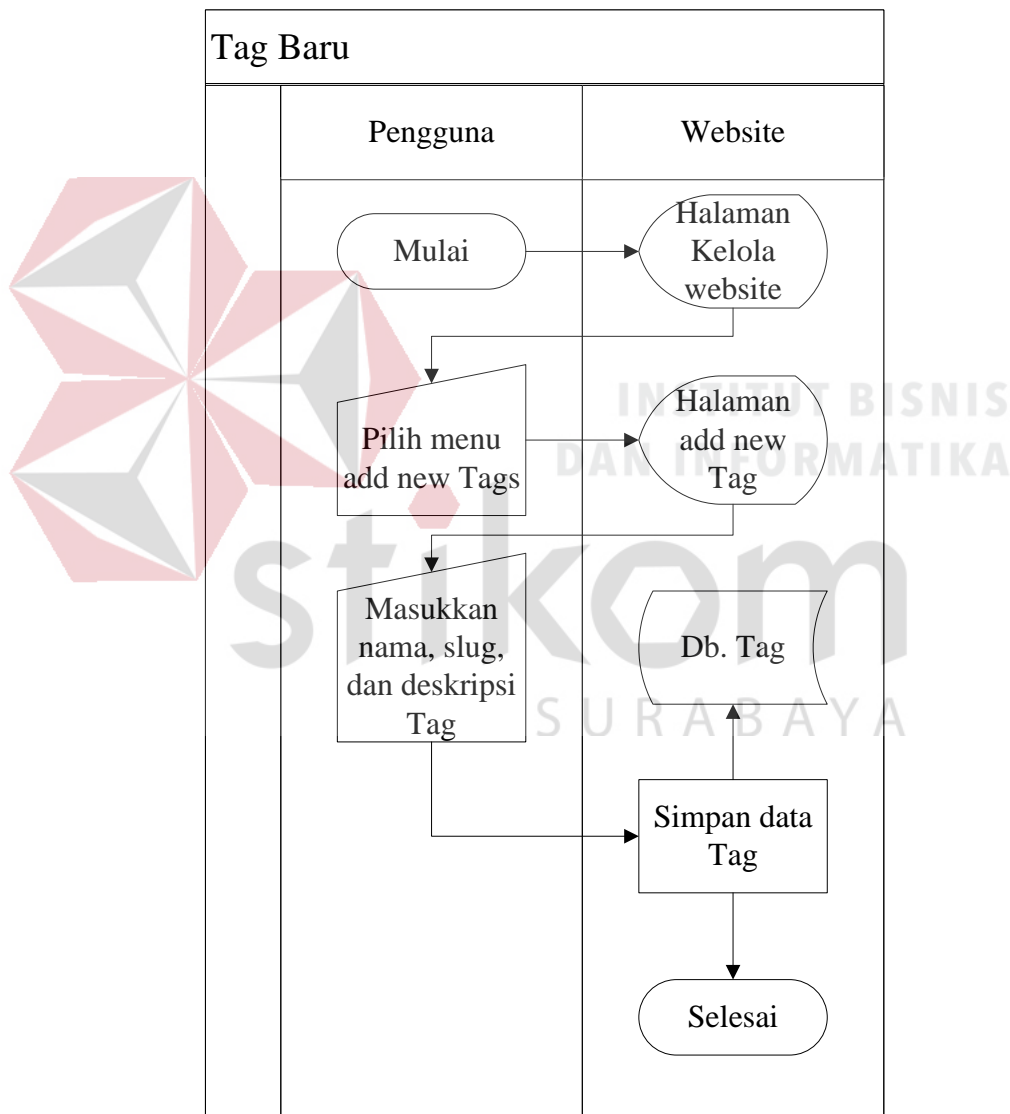 Tag Baru
Pengguna
Website
Mulai
Halaman
Kelola
website
Pilih menu
add new Tags
Halaman
add new
Tag
Masukkan
nama, slug,
dan deskripsi
Tag
Db. Tag
Simpan data
Tag
Selesai
INSTITUT BISNIS
DAN INFORMATIKA
stikom
SURABAYA